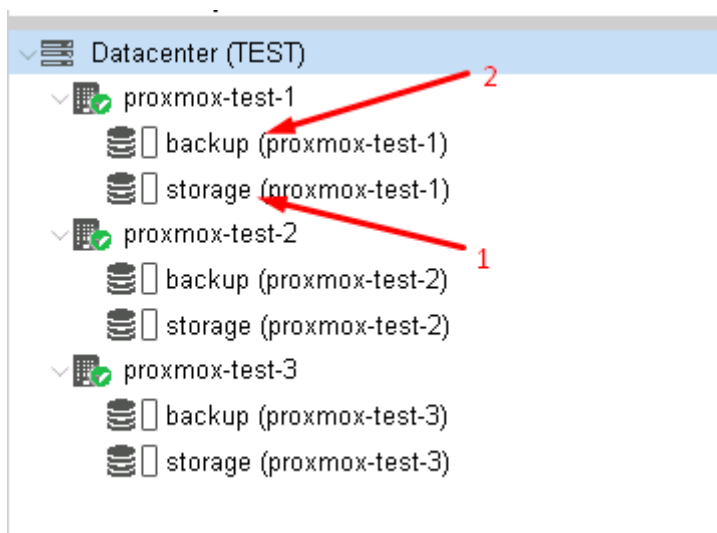 Datacenter (TEST)
2
proxmox-test-1
backup (proxmox-test-1)
storage (proxmox-test-1)
proxmox-test-2
1
backup (proxmox-test-2)
storage (proxmox-test-2)
proxmox-test-3
backup (proxmox-test-3)
storage (proxmox-test-3)